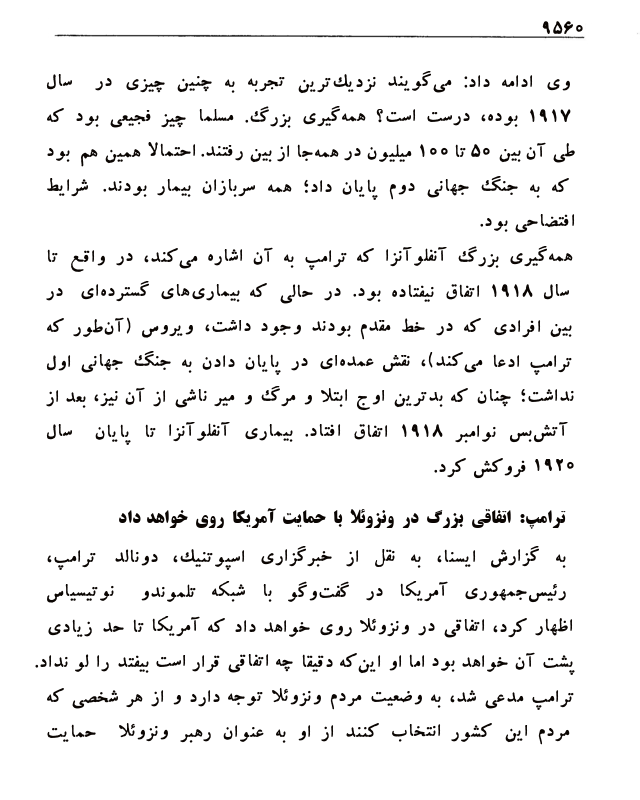 ۹۵۶۰
وی ادامه داد: می‌گویند نزدیك‌ترین تجربه به چنین چیزی در سال
۱۹۱۷ بوده، درست است؟ همه‌گیری بزرگ. مسلما چیز فجیعی بود که
طی آن بین ۵۰ تا ۱۰۰ میلیون در همه‌جا از بین رفتند. احتمالا همین هم بود
که به جنگ جهانی دوم پایان داد؛ همه سربازان بیمار بودند. شرایط
افتضاحی بود.
همه‌گیری بزرگ آنفلوآنزا که ترامپ به آن اشاره می‌کند، در واقع تا
سال ۱۹۱۸ اتفاق نیفتاده بود. در حالی که بیماری‌های گسترده‌ای در
بین افرادی که در خط مقدم بودند وجود داشت، ویروس (آن‌طور که
ترامپ ادعا می‌کند)، نقش عمده‌ای در پایان دادن به جنگ جهانی اول
نداشت؛ چنان که بدترین اوج ابتلا و مرگ و میر ناشی از آن نیز، بعد از
آتش‌بس نوامبر ۱۹۱۸ اتفاق افتاد. بیماری آنفلوآنزا تا پایان سال
۱۹۲۰ فروکش کرد.
ترامپ: اتفاقی بزرگ در ونزوئلا با حمایت آمریکا روی خواهد داد
به گزارش ایسنا، به نقل از خبرگزاری اسپوتنیك، دونالد ترامپ،
رئیس‌جمهوری آمریکا در گفت‌وگو با شبکه تلموندو نوتیسیاس
اظهار کرد، اتفاقی در ونزوئلا روی خواهد داد که آمریکا تا حد زیادی
پشت آن خواهد بود اما او این‌که دقیقا چه اتفاقی قرار است بیفتد را لو نداد.
ترامپ مدعی شد، به وضعیت مردم ونزوئلا توجه دارد و از هر شخصی که
مردم این کشور انتخاب کنند از او به عنوان رهبر ونزوئلا حمایت